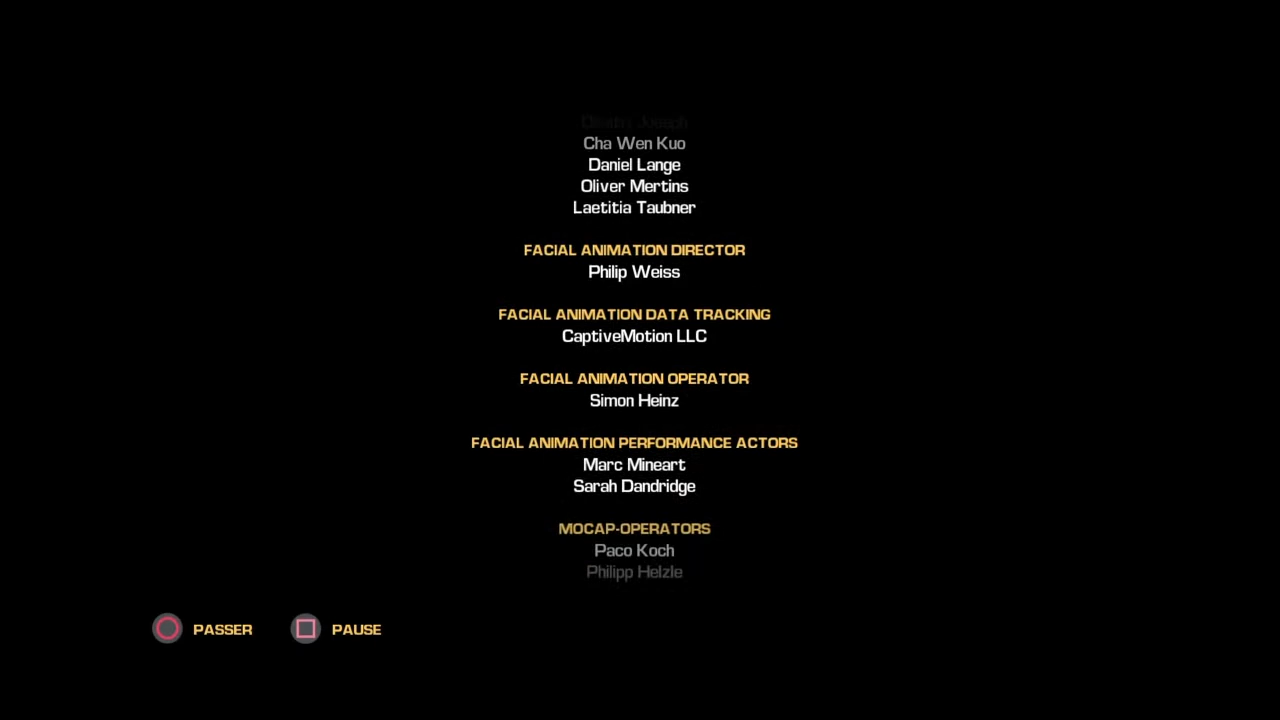 Cha Wen Kuo
Daniel Lange
Oliver Mertins
Laetitia Taubner
FACIAL ANIMATION DIRECTOR
Philip Weiss
FACIAL ANIMATION DATA TRACKING
CaptiveMotion LLC
FACIAL ANIMATION OPERATOR
Simon Heinz
FACIAL ANIMATION PERFORMANCE ACTORS
Marc Mineart
Sarah Dandridge
MOCAP-OPERATORS
Paco Koch
Philipp Helzle
PASSER
PAUSE